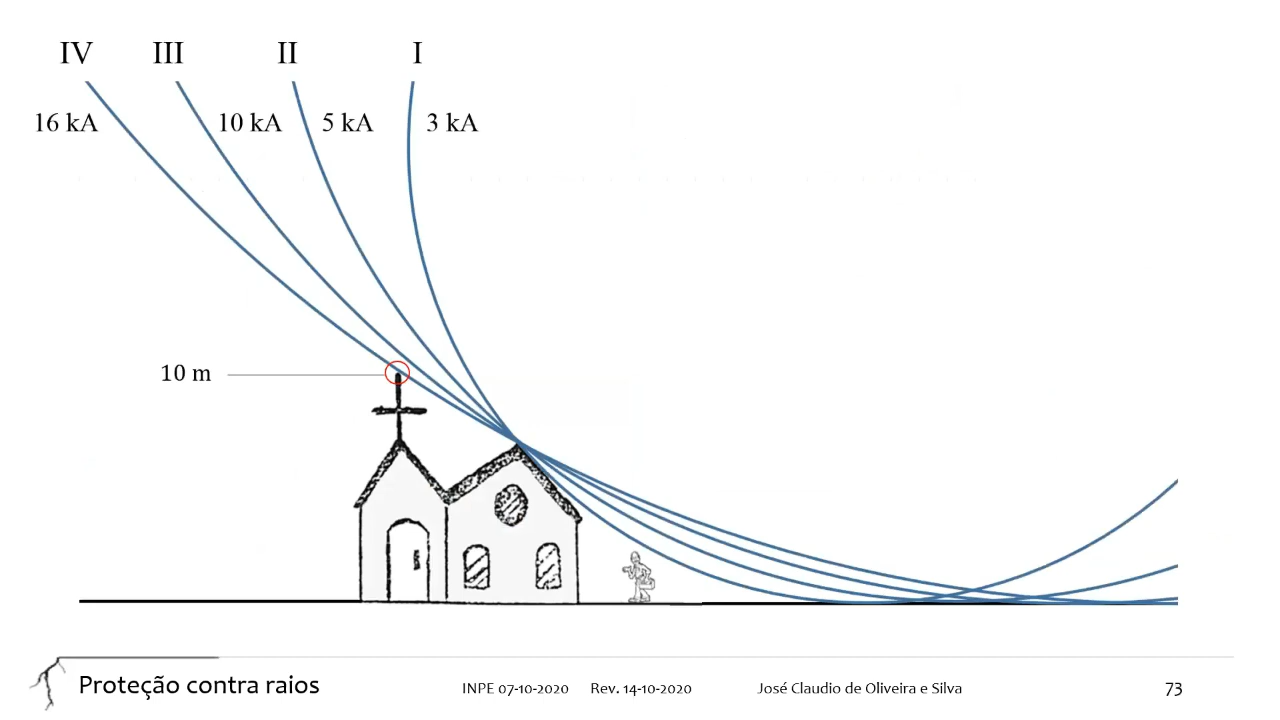 IV III II I
16 kA 10 kA 5 kA 3 kA
10 m
Proteção contra raios
INPE 07-10-2020 Rev. 14-10-2020 José Claudio de Oliveira e Silva 73